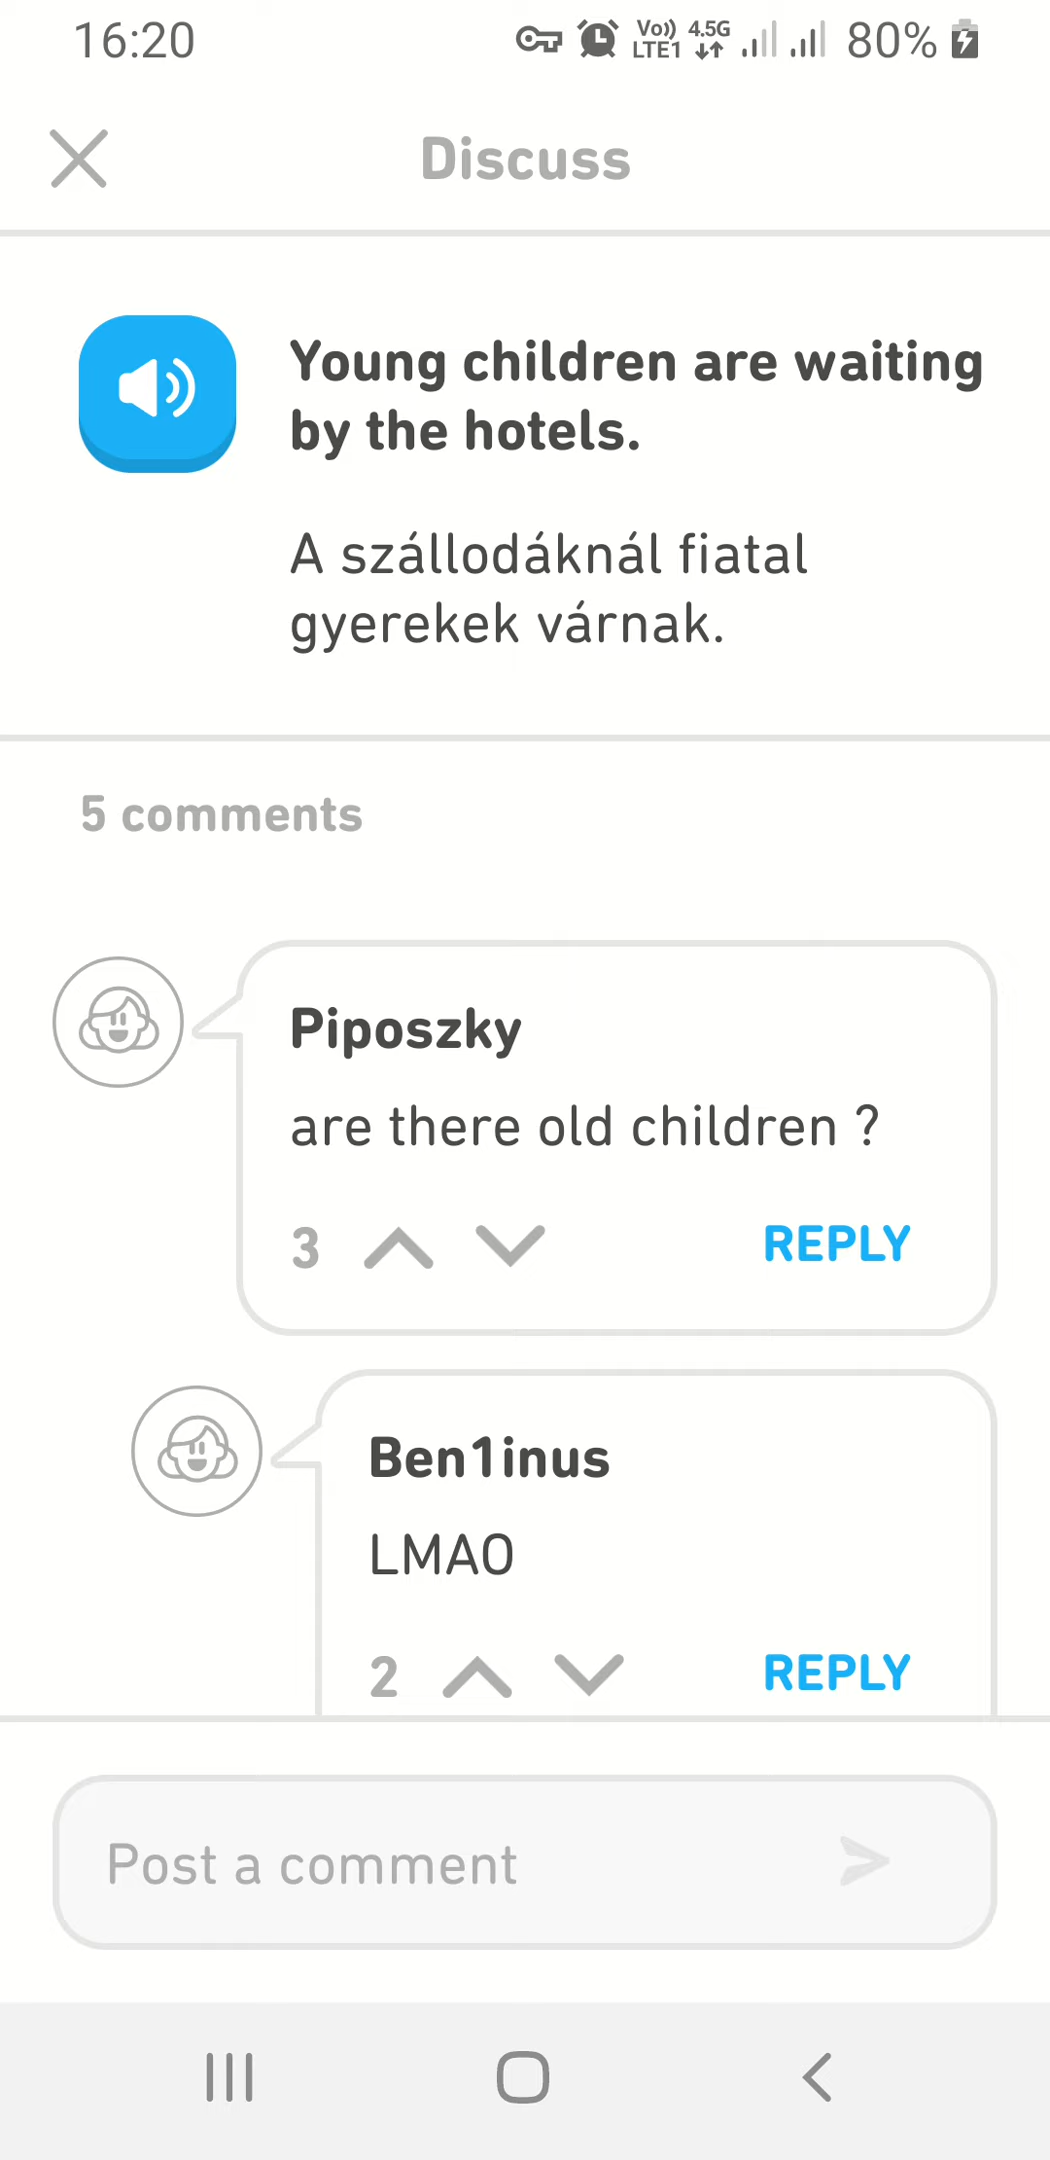 16:20
Vo)) 4.5G
LTE1
80%
Discuss
Young children are waiting
by the hotels.
A szállodáknál fiatal
gyerekek várnak.
5 comments
Piposzky
are there old children ?
3
REPLY
Ben1inus
LMAO
2
REPLY
Post a comment